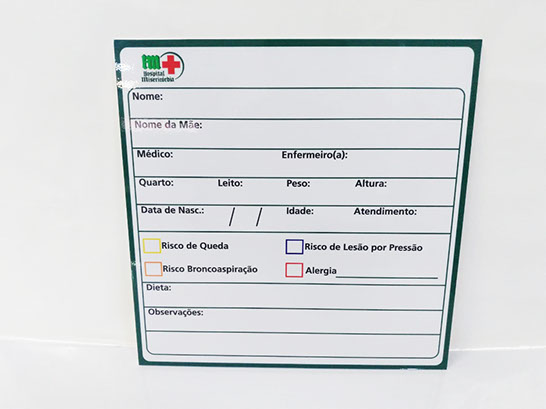 Hospital
Misericórdia
Nome:
Nome da Mãe:
Médico: Enfermeiro(a):
Quarto: Leito: Peso: Altura:
Data de Nasc.: / / Idade: Atendimento:
Risco de Queda Risco de Lesão por Pressão
Risco Broncoaspiração Alergia
Dieta:
Observações: